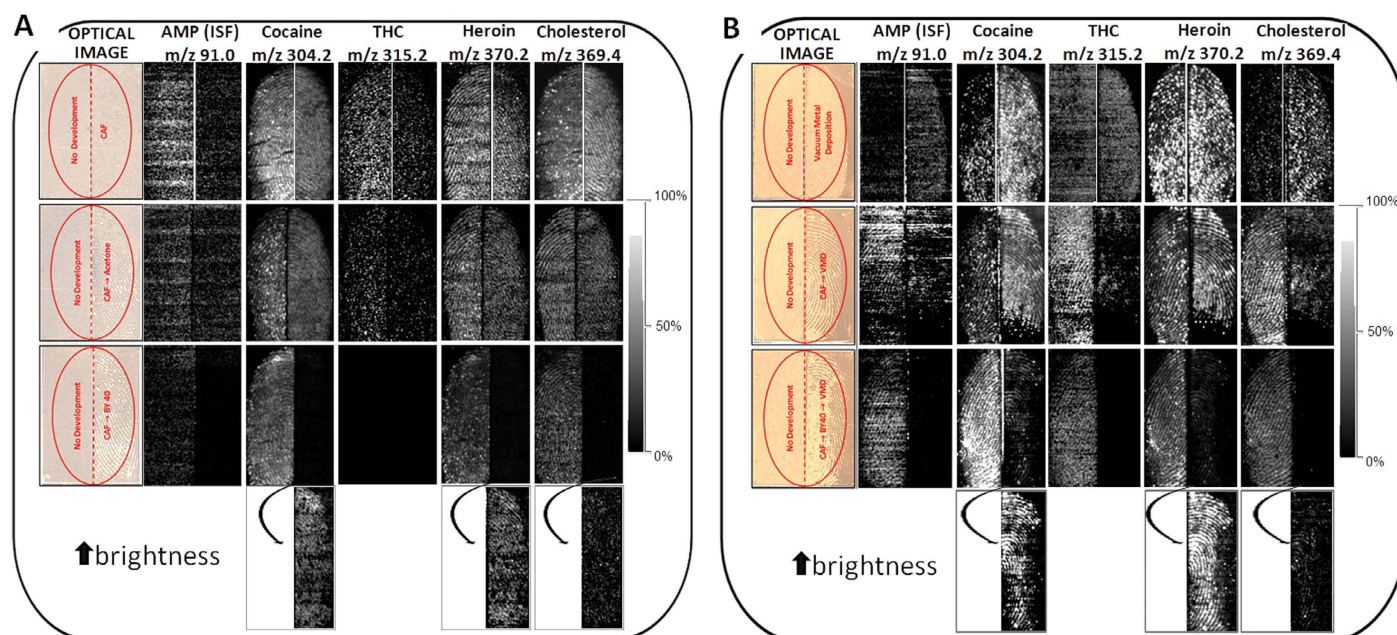 A
OPTICAL IMAGE
AMP (ISF) m/z 91.0
Cocaine m/z 304.2
THC m/z 315.2
Heroin m/z 370.2
Cholesterol m/z 369.4
No Development
CAF
No Development
CAF → Acetone
No Development
CAF → BY 40
100%
50%
0%
brightness
B
OPTICAL IMAGE
AMP (ISF) m/z 91.0
Cocaine m/z 304.2
THC m/z 315.2
Heroin m/z 370.2
Cholesterol m/z 369.4
No Development
Vacuum Metal
Deposition
No Development
CAF → VMD
No Development
CAF → BY40 → VMD
100%
50%
0%
brightness